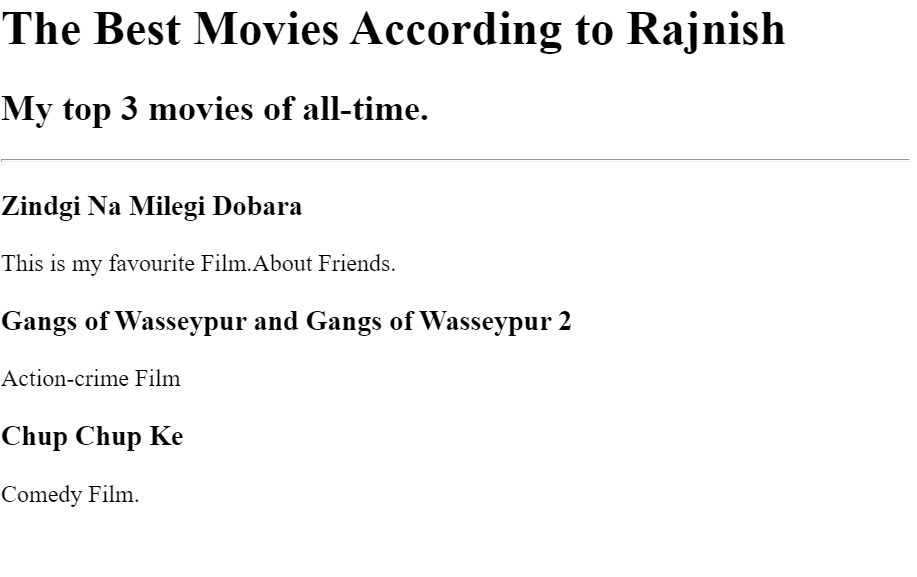 The Best Movies According to Rajnish
My top 3 movies of all-time.
Zindgi Na Milegi Dobara
This is my favourite Film.About Friends.
Gangs of Wasseypur and Gangs of Wasseypur 2
Action-crime Film
Chup Chup Ke
Comedy Film.